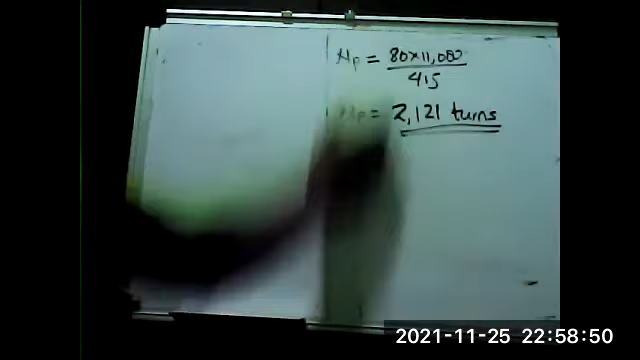 Np = 80×11,000
415
Np = 2,121 turns
2021-11-25 22:58:50